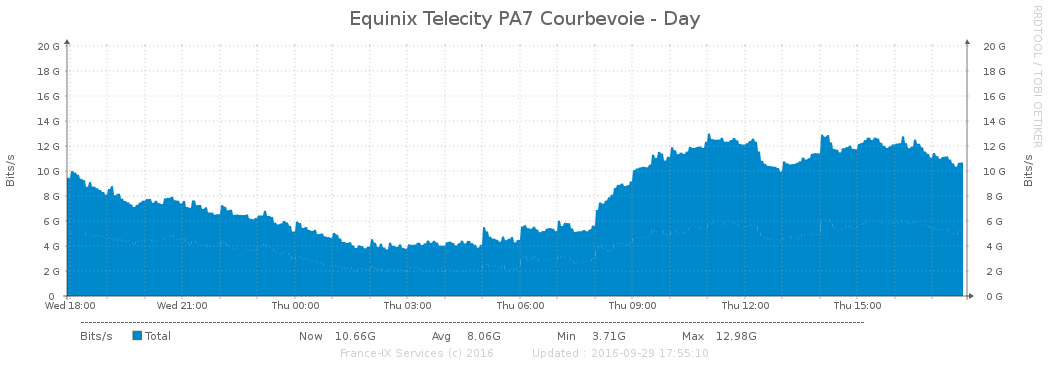 Equinix Telecity PA7 Courbevoie - Day
RRDTOOL / TOBI OETIKER
Bits/s
20 G 20 G
18 G 18 G
16 G 16 G
14 G 14 G
12 G 12 G
10 G 10 G
8 G 8 G
6 G 6 G
4 G 4 G
2 G 2 G
0 0 G
Bits/s
Wed 18:00 Wed 21:00 Thu 00:00 Thu 03:00 Thu 06:00 Thu 09:00 Thu 12:00 Thu 15:00
Bits/s Total Now 10.66G Avg 8.06G Min 3.71G Max 12.98G
France-IX Services (c) 2016 Updated : 2016-09-29 17:55:10